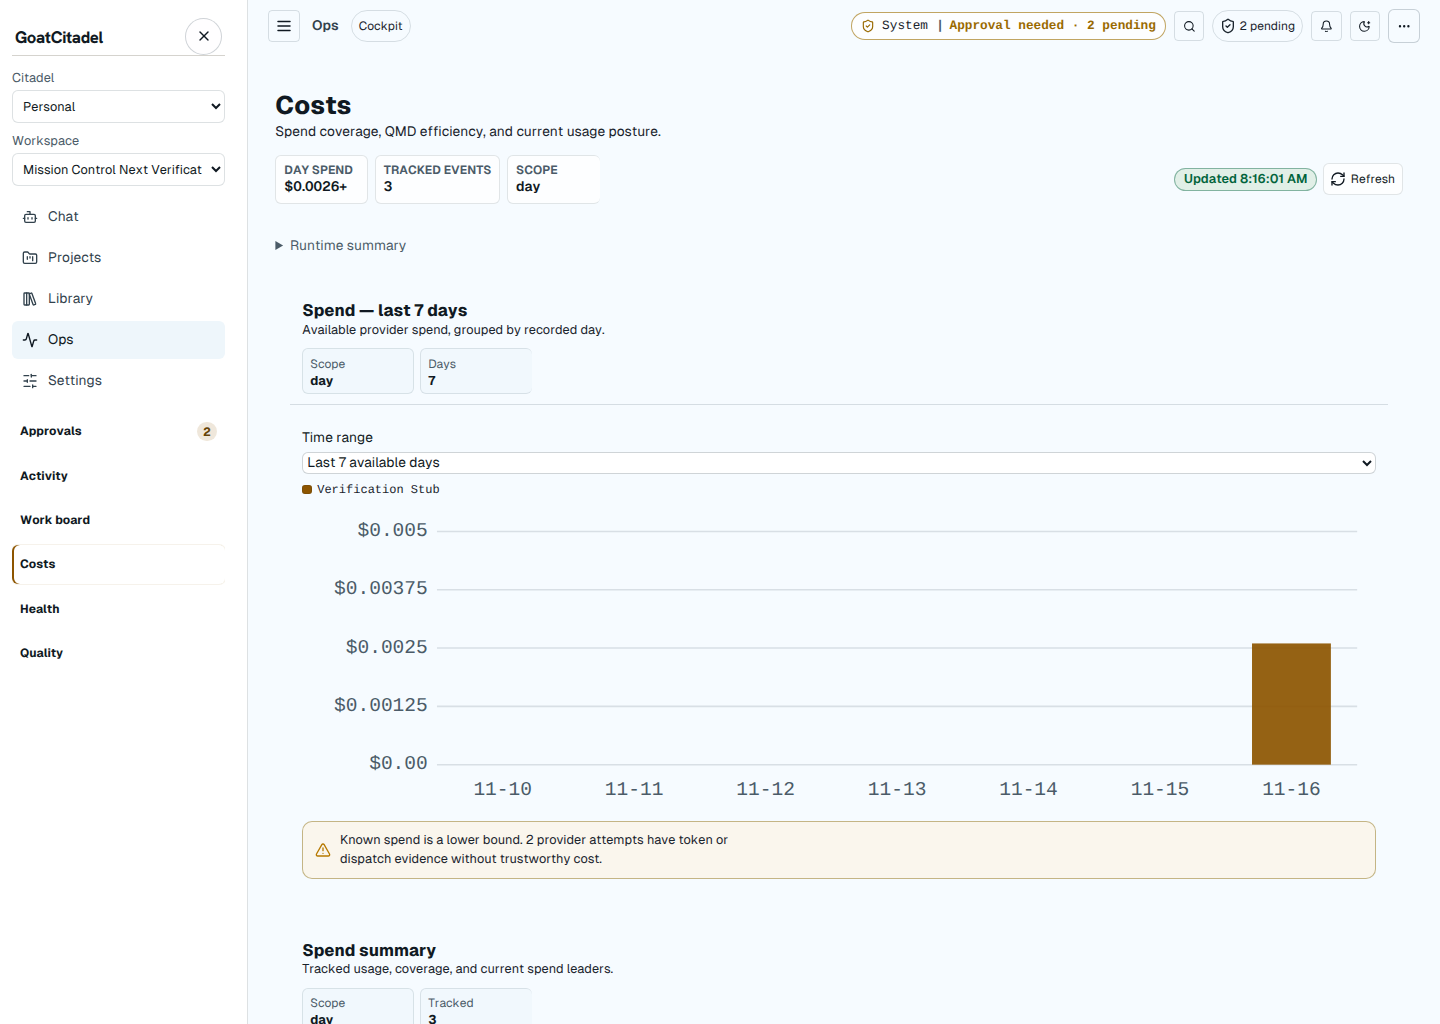 GoatCitadel
Citadel
Personal
Workspace
Mission Control Next Verificat
Chat
Projects
Library
Ops
Settings
Approvals 2
Activity
Work board
Costs
Health
Quality
Ops Cockpit
System | Approval needed · 2 pending
2 pending
Costs
Spend coverage, QMD efficiency, and current usage posture.
DAY SPEND
$0.0026+
TRACKED EVENTS
3
SCOPE
day
Updated 8:16:01 AM
Refresh
Runtime summary
Spend — last 7 days
Available provider spend, grouped by recorded day.
Scope
day
Days
7
Time range
Last 7 available days
Verification Stub
$0.005
$0.00375
$0.0025
$0.00125
$0.00
11-10 11-11 11-12 11-13 11-14 11-15 11-16
Known spend is a lower bound. 2 provider attempts have token or
dispatch evidence without trustworthy cost.
Spend summary
Tracked usage, coverage, and current spend leaders.
Scope
day
Tracked
3